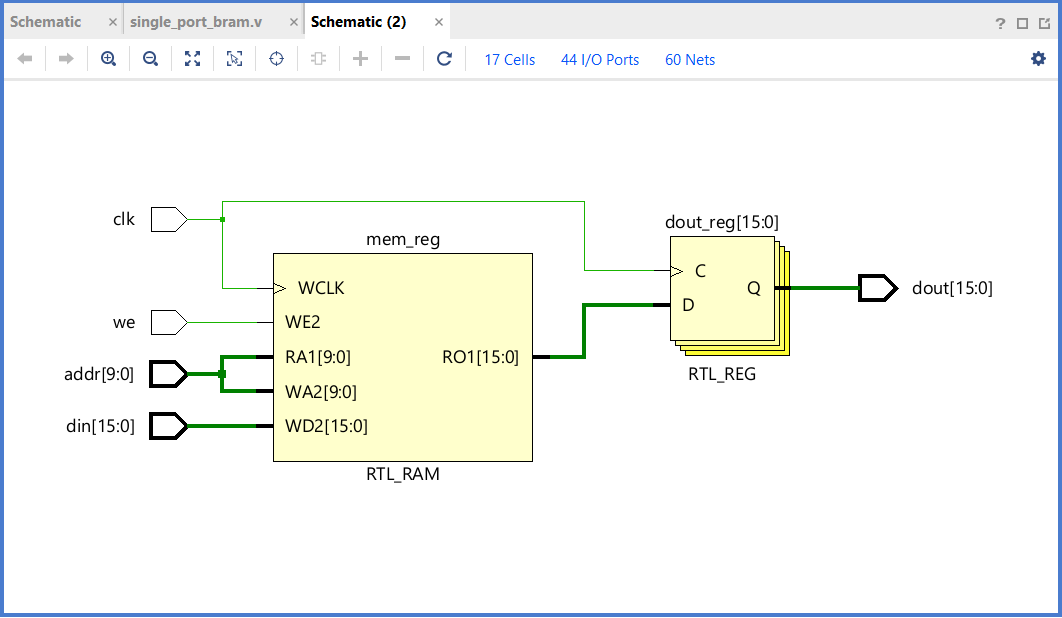 Schematic × single_port_bram.v × Schematic (2) × ?
17 Cells 44 I/O Ports 60 Nets
clk
we
addr[9:0]
din[15:0]
mem_reg
WCLK
WE2
RA1[9:0] RO1[15:0]
WA2[9:0]
WD2[15:0]
RTL_RAM
dout_reg[15:0]
C
Q
D
RTL_REG
dout[15:0]